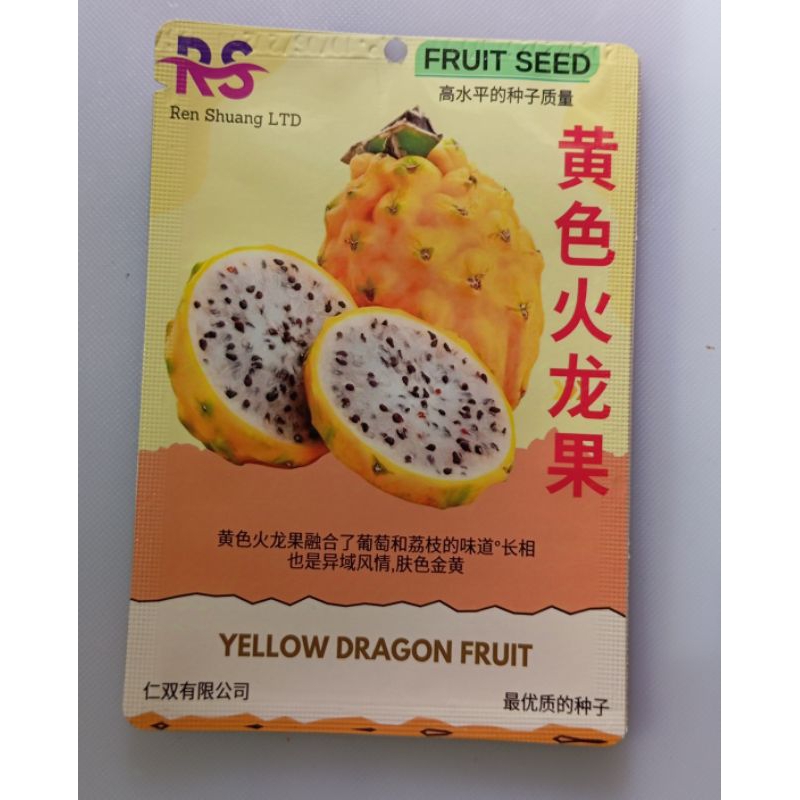 RS
Ren Shuang LTD
FRUIT SEED
高水平的种子质量
黄色火龙果
黄色火龙果融合了葡萄和荔枝的味道°长相
也是异域风情,肤色金黄
YELLOW DRAGON FRUIT
仁双有限公司
最优质的种子